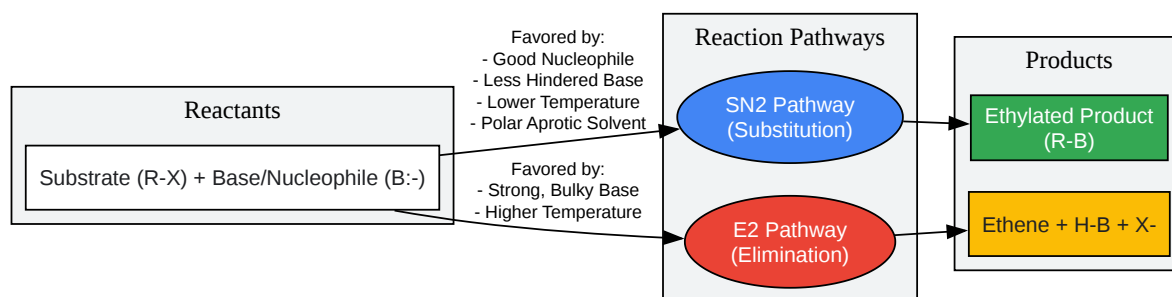 Reactants
Substrate (R-X) + Base/Nucleophile (B:-)
Favored by:
- Good Nucleophile
- Less Hindered Base
- Lower Temperature
- Polar Aprotic Solvent
Favored by:
- Strong, Bulky Base
- Higher Temperature
Reaction Pathways
SN2 Pathway
(Substitution)
E2 Pathway
(Elimination)
Products
Ethylated Product
(R-B)
Ethene + H-B + X-